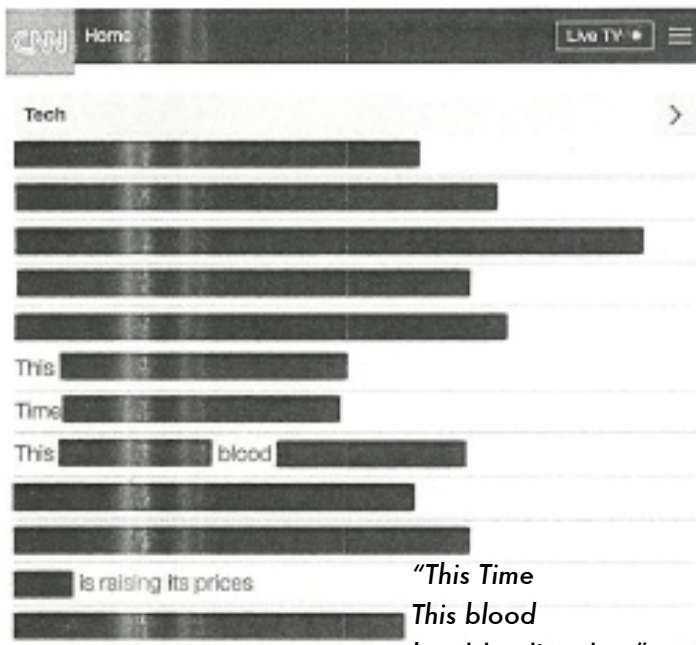 CNN Home Live TV
Tech
This
Time
This blood
is raising its prices
"This Time
This blood